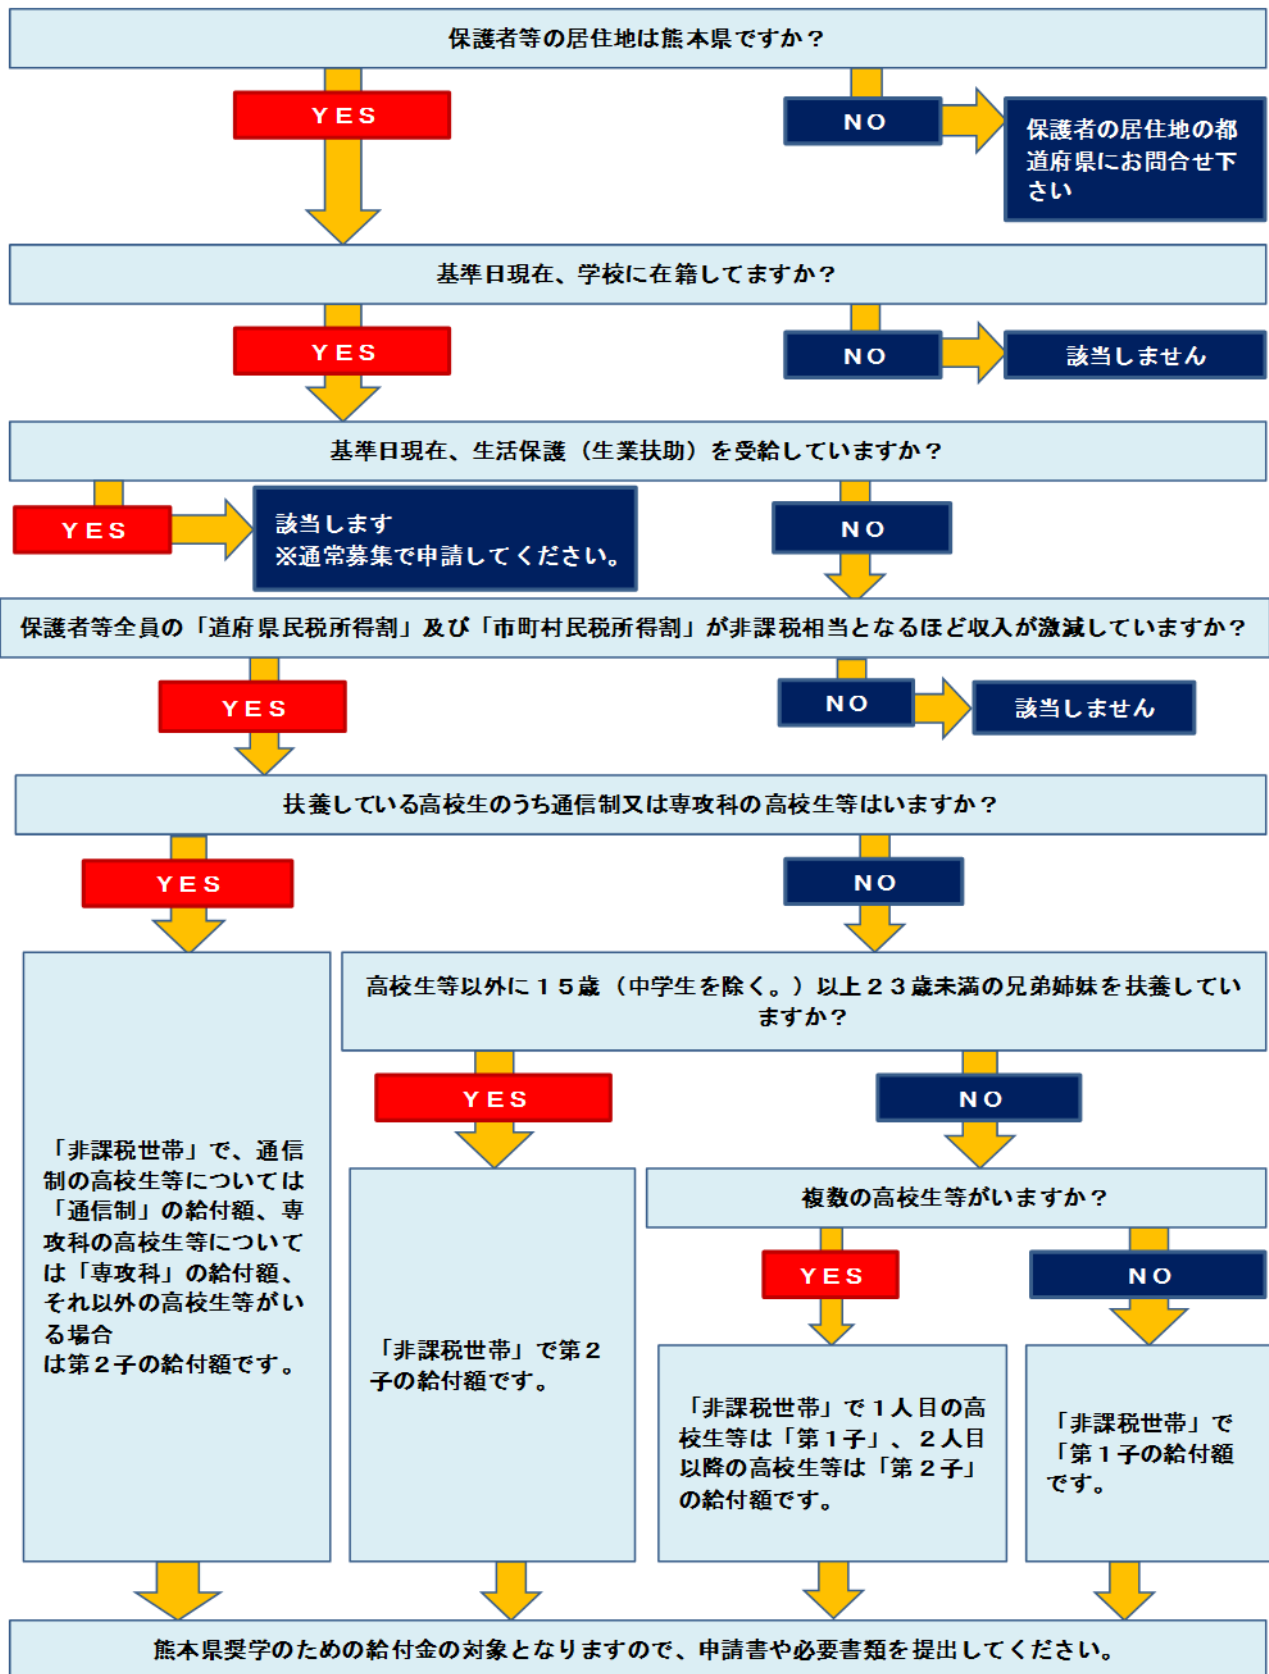 保護者等の居住地は熊本県ですか？
ＹＥＳ
ＮＯ
保護者の居住地の都
道府県にお問合せ下
さい
基準日現在、学校に在籍してますか？
ＹＥＳ
ＮＯ
該当しません
基準日現在、生活保護（生業扶助）を受給していますか？
ＹＥＳ
該当します
※通常募集で申請してください。
ＮＯ
保護者等全員の「道府県民税所得割」及び「市町村民税所得割」が非課税相当となるほど収入が激減していますか？
ＹＥＳ
ＮＯ
該当しません
扶養している高校生のうち通信制又は専攻科の高校生等はいますか？
ＹＥＳ
ＮＯ
高校生等以外に１５歳（中学生を除く。）以上２３歳未満の兄弟姉妹を扶養してい
ますか？
ＹＥＳ
ＮＯ
「非課税世帯」で、通信
制の高校生等については
「通信制」の給付額、専
攻科の高校生等について
は「専攻科」の給付額、
それ以外の高校生等がい
る場合
は第２子の給付額です。
「非課税世帯」で第２
子の給付額です。
複数の高校生等がいますか？
ＹＥＳ
ＮＯ
「非課税世帯」で１人目の高
校生等は「第１子」、２人目
以降の高校生等は「第２子」
の給付額です。
「非課税世帯」で
「第１子の給付額
です。
熊本県奨学のための給付金の対象となりますので、申請書や必要書類を提出してください。